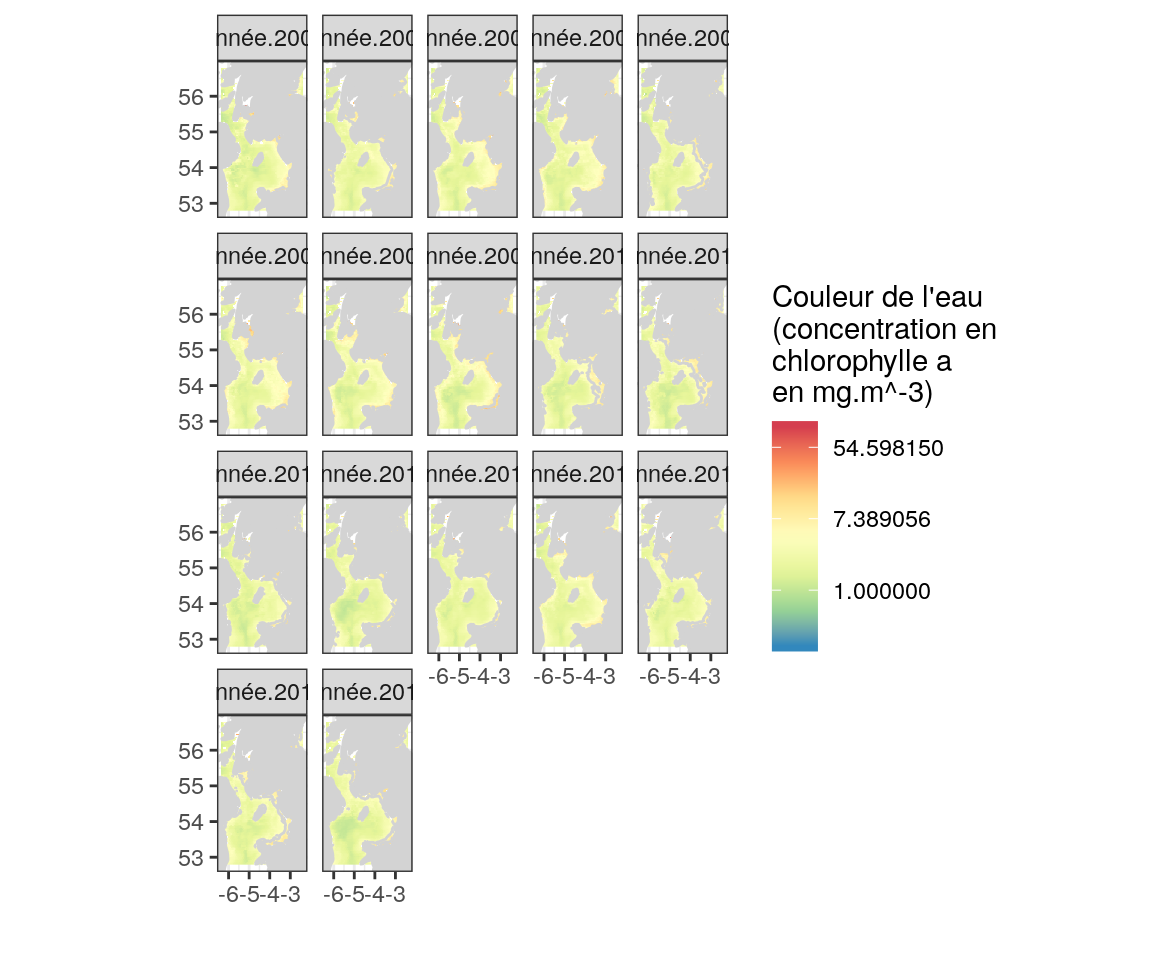 nnée.200 nnée.200 nnée.200 nnée.200 nnée.200
56
55
54
53
nnée.200 nnée.200 nnée.200 nnée.201 nnée.201
56
55
54
53
nnée.201 nnée.201 nnée.201 nnée.201 nnée.201
56
55
54
53
-6-5-4-3 -6-5-4-3 -6-5-4-3
nnée.201 nnée.201
56
55
54
53
-6-5-4-3 -6-5-4-3
Couleur de l'eau
(concentration en
chlorophylle a
en mg.m^-3)
54.598150
7.389056
1.000000